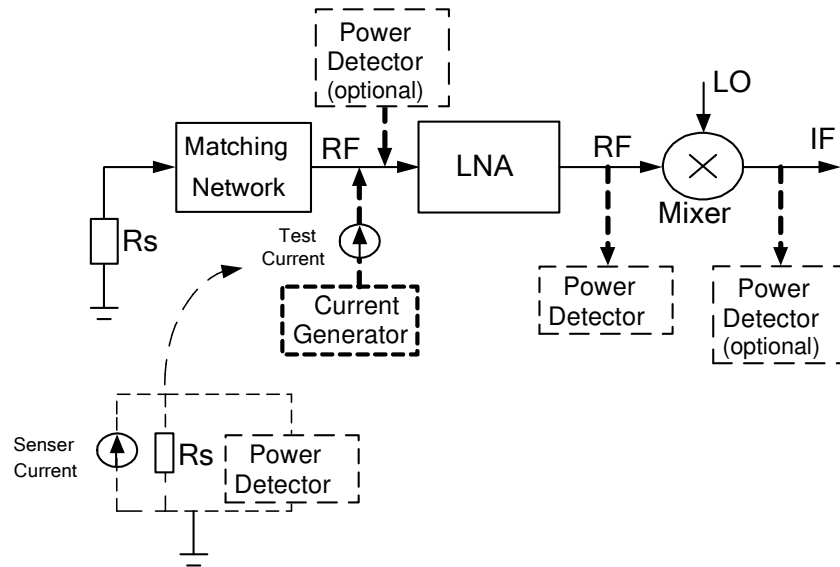 Power
Detector
(optional)
LO
Matching
Network
RF
LNA
RF
IF
Mixer
Rs
Test
Current
Current
Generator
Power
Detector
Power
Detector
(optional)
Senser
Current
Rs
Power
Detector